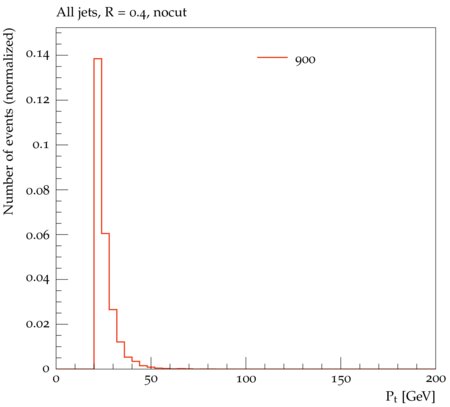 All jets, R = 0.4, nocut
Number of events (normalized)
0.14
0.12
0.1
0.08
0.06
0.04
0.02
0
900
0 50 100 150 200
Pt [GeV]